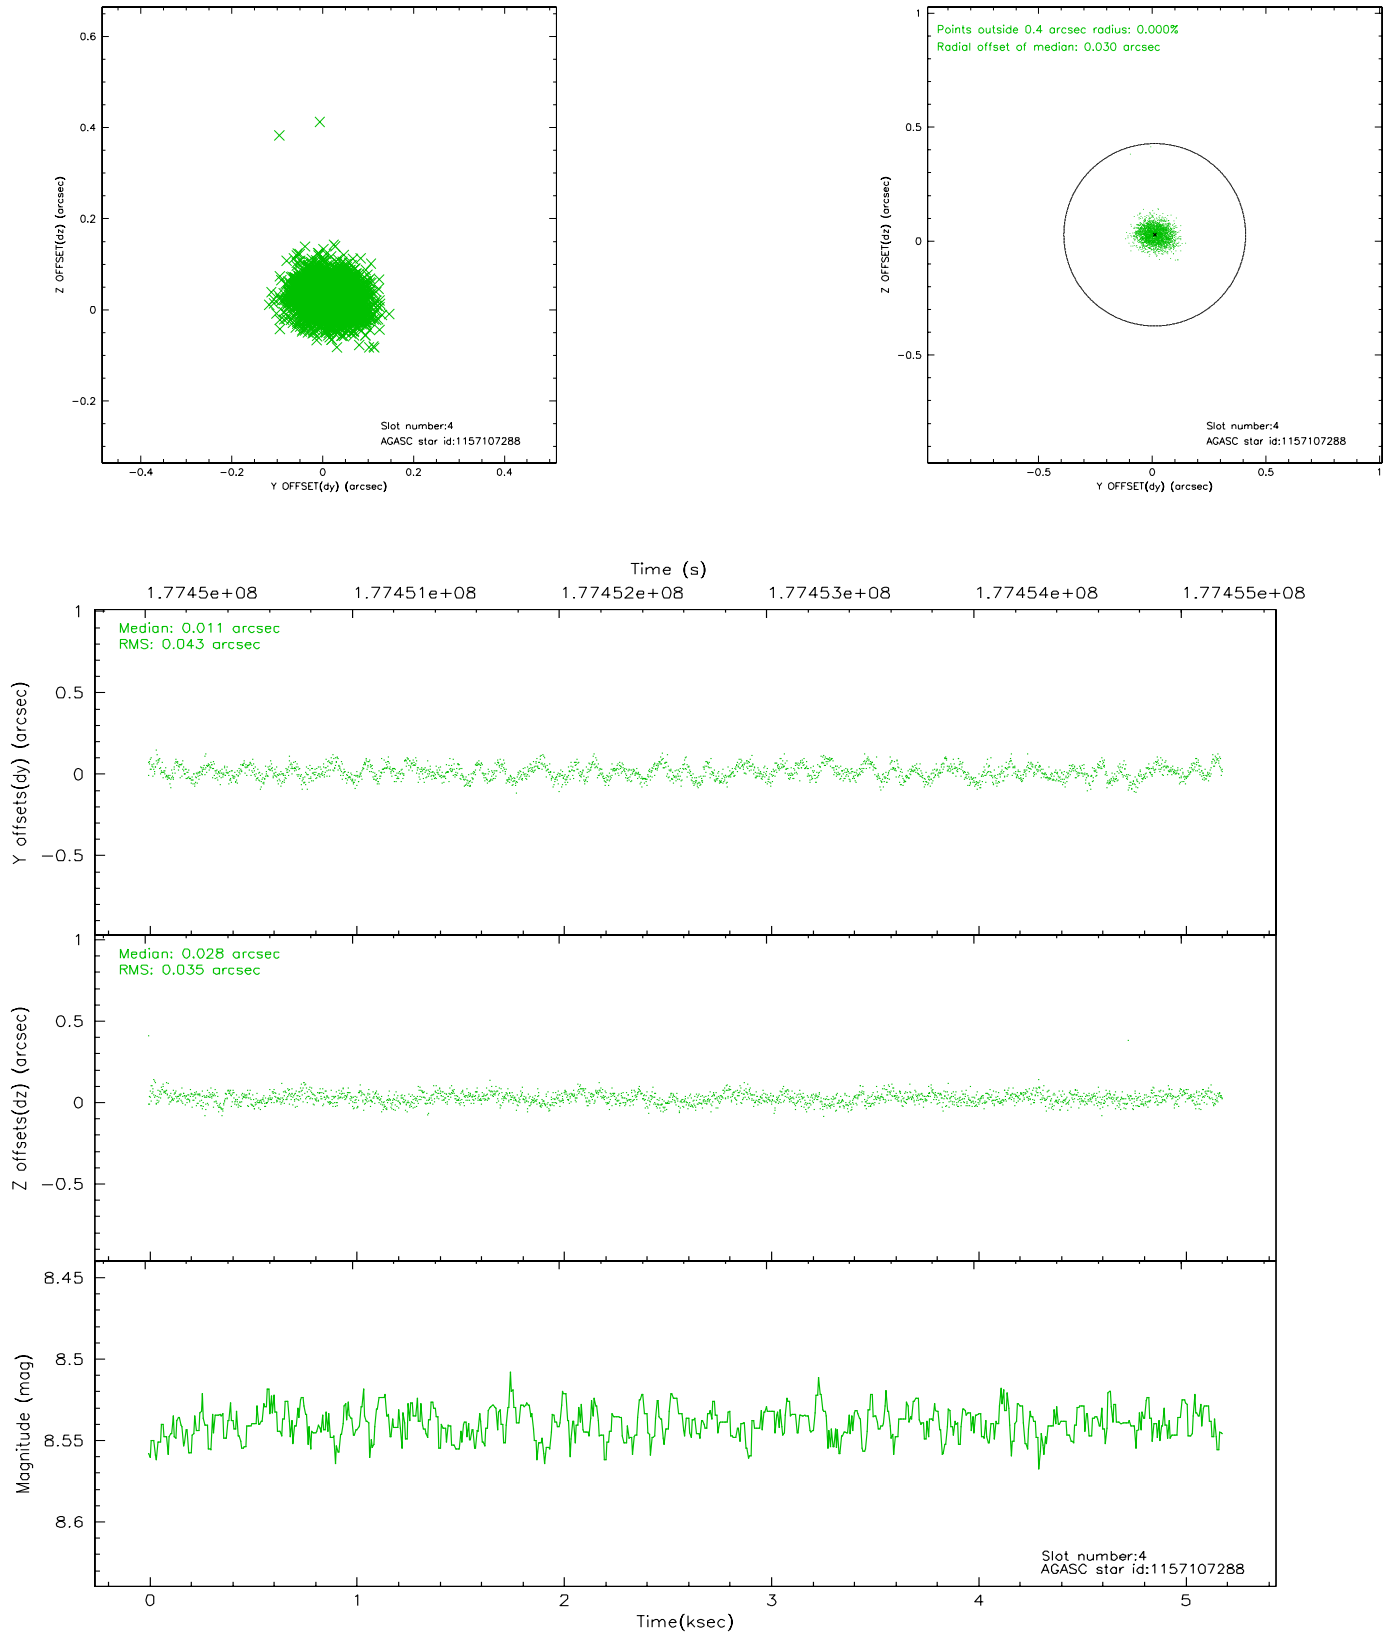 0.6
0.4
0.2
0
−0.2
Z OFFSET(dz) (arcsec)
Slot number:4
AGASC star id:1157107288
−0.4 −0.2 0 0.2 0.4
Y OFFSET(dy) (arcsec)
1
0.5
0
−0.5
Z OFFSET(dz) (arcsec)
Points outside 0.4 arcsec radius: 0.000%
Radial offset of median: 0.030 arcsec
Slot number:4
AGASC star id:1157107288
−0.5 0 0.5 1
Y OFFSET(dy) (arcsec)
Time (s)
1.7745e+08 1.77451e+08 1.77452e+08 1.77453e+08 1.77454e+08 1.77455e+08
Median: 0.011 arcsec
RMS: 0.043 arcsec
1
0.5
0
−0.5
Y offsets(dy) (arcsec)
Median: 0.028 arcsec
RMS: 0.035 arcsec
1
0.5
0
−0.5
Z offsets(dz) (arcsec)
8.45
8.5
8.55
8.6
Magnitude (mag)
Slot number:4
AGASC star id:1157107288
0 1 2 3 4 5
Time(ksec)